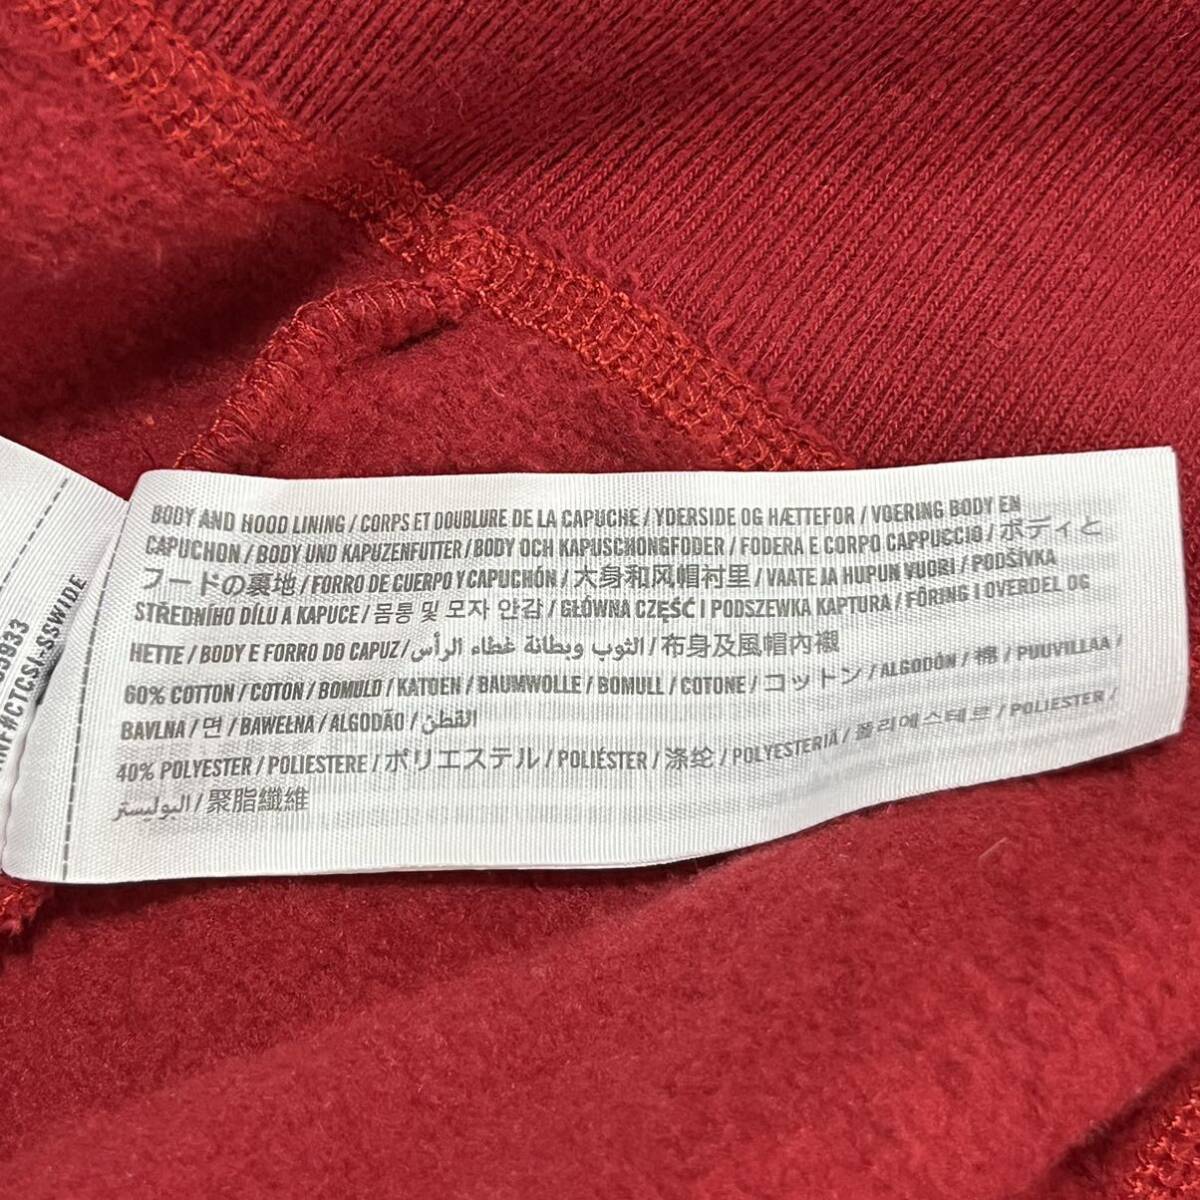 BODY AND HOOD LINING / CORPS ET DOUBLURE DE LA CAPUCHE / YDERSIDE OG HÆTTEFOR / VOERING BODY EN
CAPUCHON / BODY UND KAPUZENFUTTER / BODY OCH KAPUSCHONGFODER / FODERA E CORPO CAPPUCCIO / ボディと
フードの裏地 / FORRO DE CUERPO Y CAPUCHÓN / 大身和风帽衬里 / VAATE JA HUPUN VUORI / PODŠÍVKA
STŘEDNÍHO DÍLU A KAPUCE / 몸통 및 모자 안감 / GŁÓWNA CZĘŚĆ I PODSZEWKA KAPTURA / FÔRING I OVERDEL OG
HETTE / BODY E FORRO DO CAPUZ / الثوب وبطانة غطاء الرأس / 布身及風帽內襯
60% COTTON / COTON / BOMULD / KATOEN / BAUMWOLLE / BOMULL / COTONE / コットン / ALGODÓN / 棉 / PUUVILLAA /
BAVLNA / 면 / BAWEŁNA / ALGODÃO / القطن
40% POLYESTER / POLIESTERE / ポリエステル / POLIÉSTER / 涤纶 / POLYESTERIÄ / 폴리에스테르 / POLIESTER /
البوليستر / 聚脂纖維
#CTCSI-SSWIDE